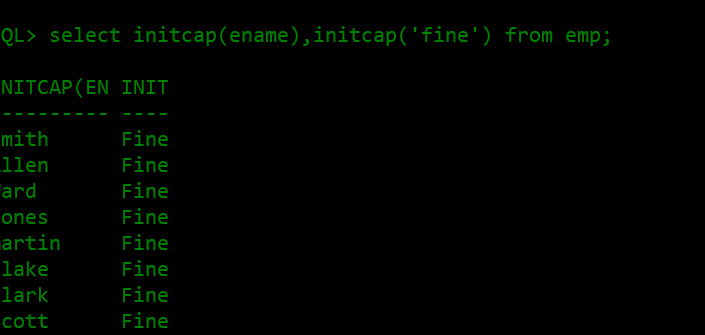 QL> select initcap(ename),initcap('fine') from emp;
NITCAP(EN INIT
--------- ----
mith Fine
llen Fine
ard Fine
ones Fine
artin Fine
lake Fine
lark Fine
cott Fine